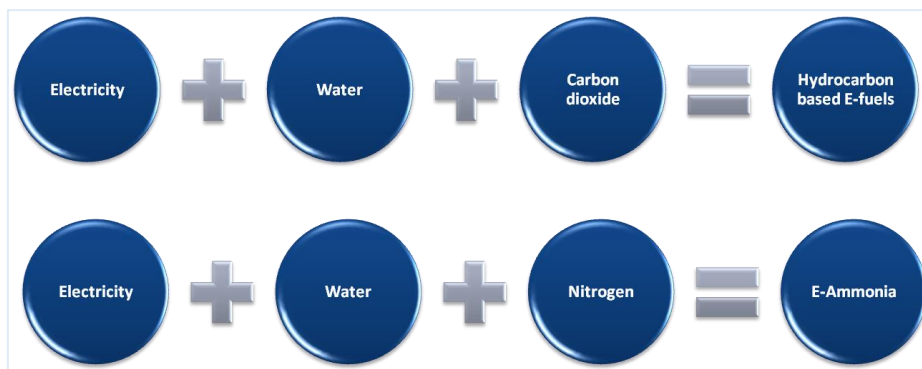 Electricity
Water
Carbon
dioxide
Hydrocarbon
based E-fuels
Electricity
Water
Nitrogen
E-Ammonia